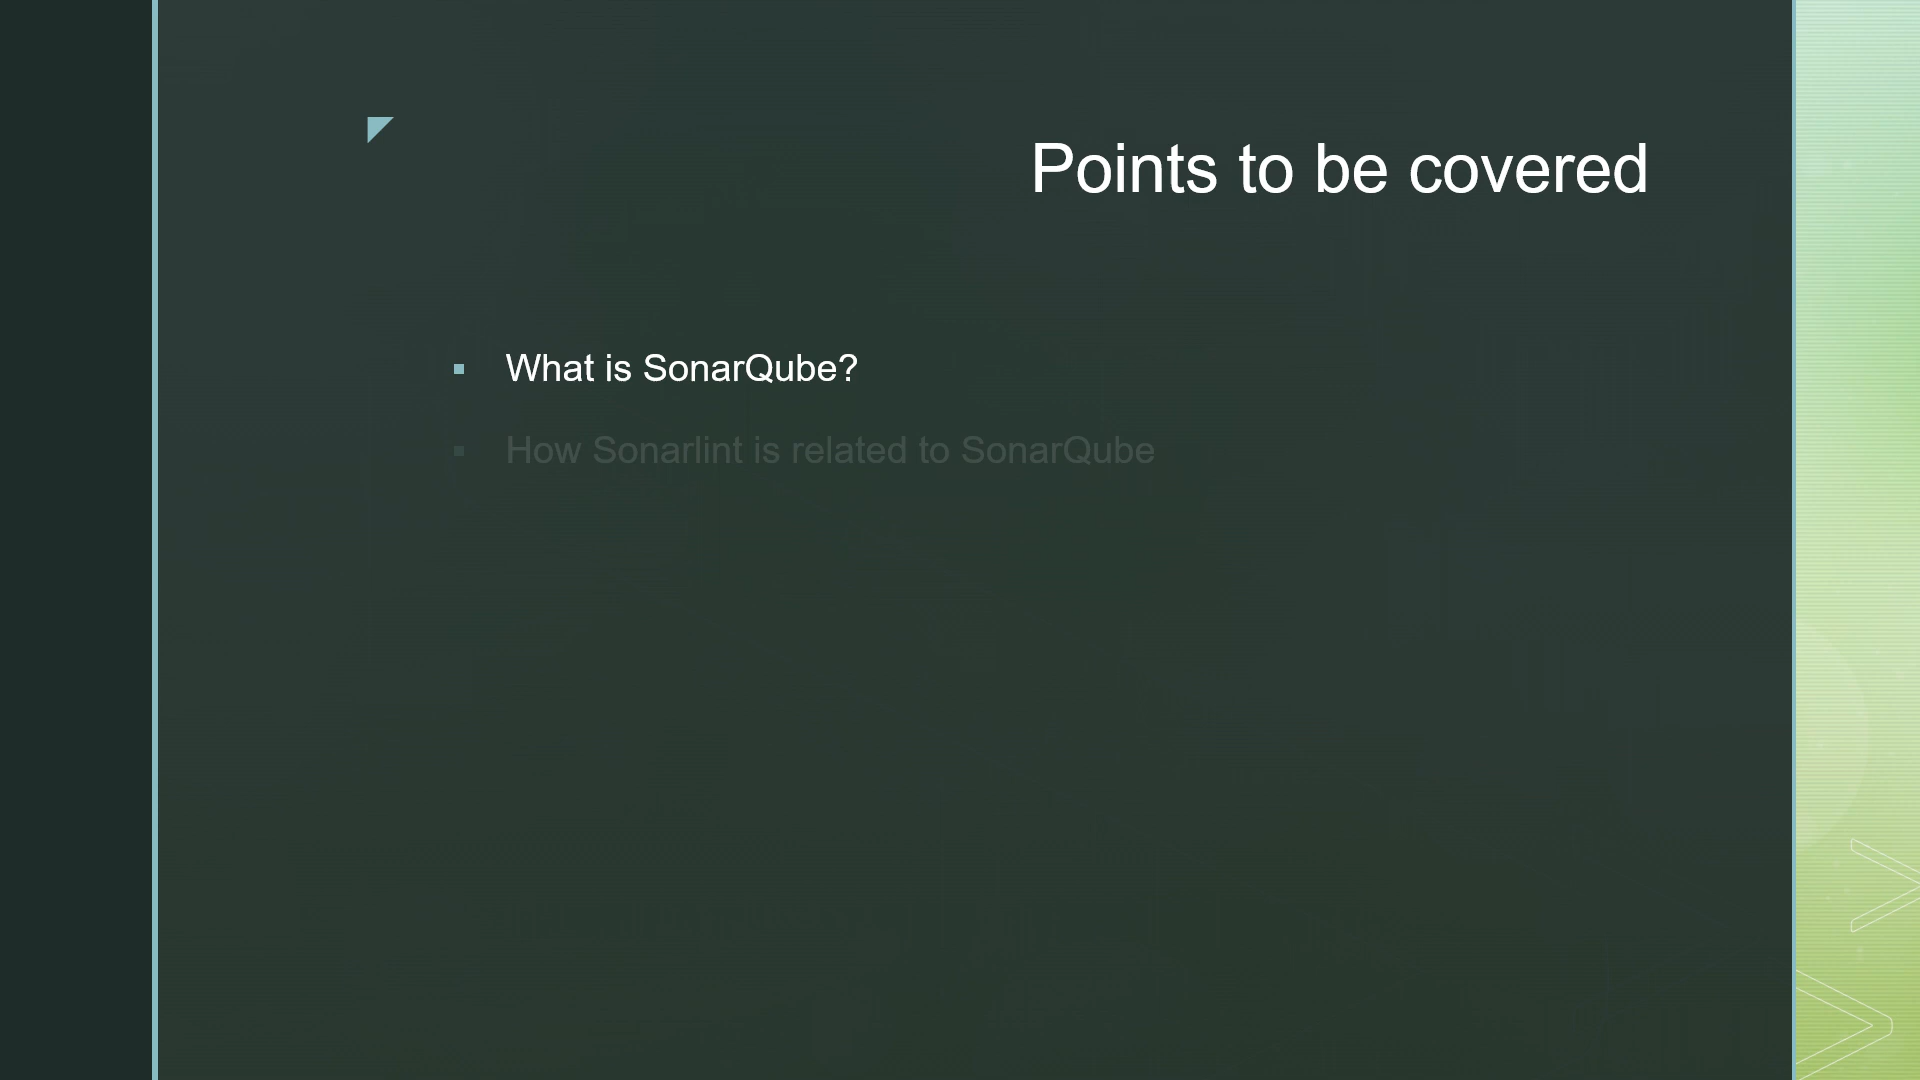 Points to be covered
What is SonarQube?
How Sonarlint is related to SonarQube